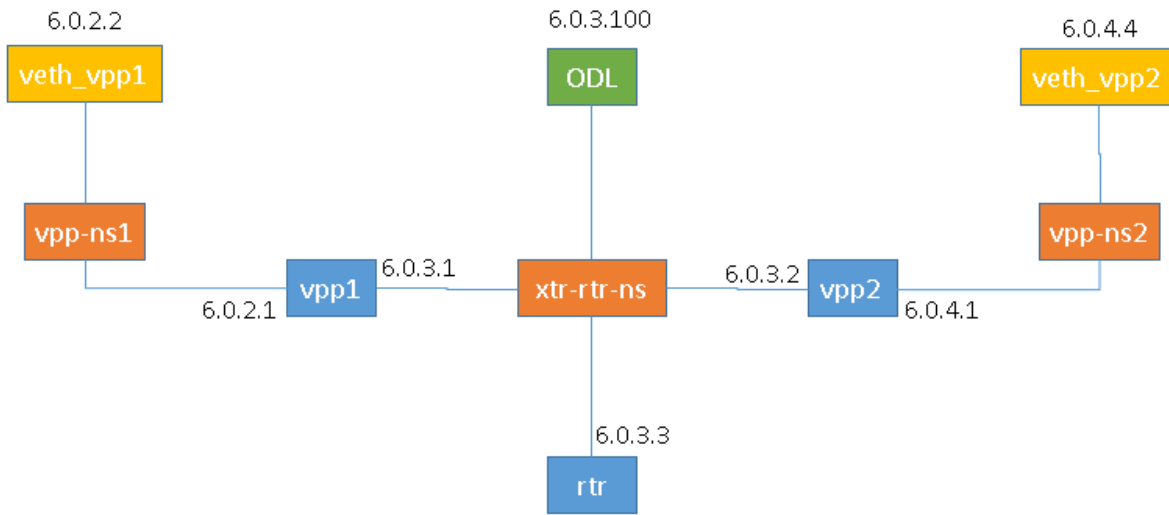 6.0.2.2
6.0.3.100
6.0.4.4
veth_vpp1
ODL
veth_vpp2
vpp-ns1
vpp-ns2
6.0.3.1
6.0.3.2
vpp1
xtr-rtr-ns
vpp2
6.0.2.1
6.0.4.1
6.0.3.3
rtr